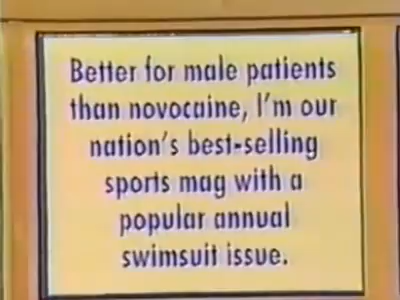 Better for male patients
than novocaine, I'm our
nation's best-selling
sports mag with a
popular annual
swimsuit issue.